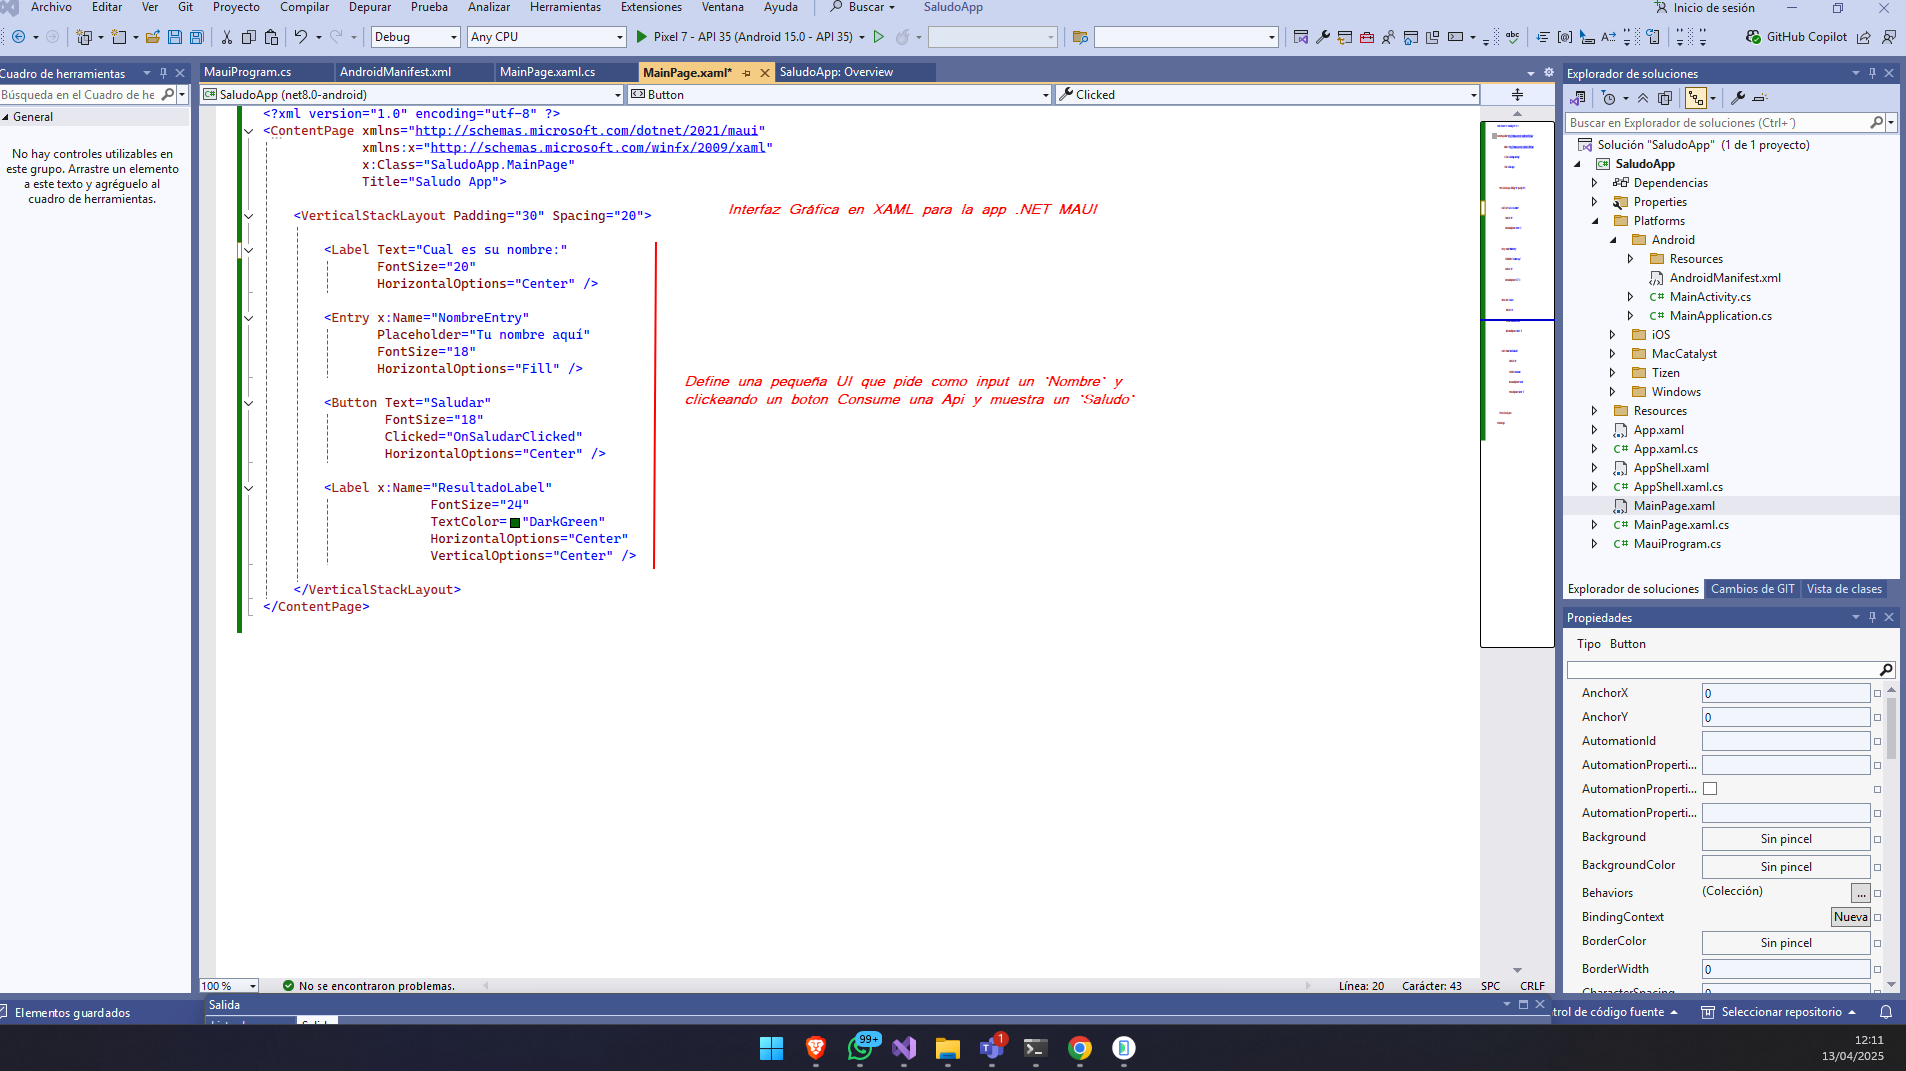 Archivo Editar Ver Git Proyecto Compilar Depurar Prueba Analizar Herramientas Extensiones Ventana Ayuda Buscar SaludoApp Inicio de sesión
Debug Any CPU Pixel 7 - API 35 (Android 15.0 - API 35) GitHub Copilot
Cuadro de herramientas
Búsqueda en el Cuadro de he
General
No hay controles utilizables en
este grupo. Arrastre un elemento
a este texto y agréguelo al
cuadro de herramientas.
MauiProgram.cs AndroidManifest.xml MainPage.xaml.cs MainPage.xaml* SaludoApp: Overview
SaludoApp (net8.0-android) Button Clicked
<?xml version="1.0" encoding="utf-8" ?>
<ContentPage xmlns="http://schemas.microsoft.com/dotnet/2021/maui"
xmlns:x="http://schemas.microsoft.com/winfx/2009/xaml"
x:Class="SaludoApp.MainPage"
Title="Saludo App">
<VerticalStackLayout Padding="30" Spacing="20">
Interfaz Gráfica en XAML para la app .NET MAUI
<Label Text="Cual es su nombre:"
FontSize="20"
HorizontalOptions="Center" />
<Entry x:Name="NombreEntry"
Placeholder="Tu nombre aquí"
FontSize="18"
HorizontalOptions="Fill" />
Define una pequeña UI que pide como input un `Nombre` y
clickeando un boton Consume una Api y muestra un `Saludo`
<Button Text="Saludar"
FontSize="18"
Clicked="OnSaludarClicked"
HorizontalOptions="Center" />
<Label x:Name="ResultadoLabel"
FontSize="24"
TextColor="DarkGreen"
HorizontalOptions="Center"
VerticalOptions="Center" />
</VerticalStackLayout>
</ContentPage>
100 % No se encontraron problemas. Línea: 20 Carácter: 43 SPC CRLF
Salida
Explorador de soluciones
Buscar en Explorador de soluciones (Ctrl+´)
Solución "SaludoApp" (1 de 1 proyecto)
SaludoApp
Dependencias
Properties
Platforms
Android
Resources
AndroidManifest.xml
C# MainActivity.cs
C# MainApplication.cs
iOS
MacCatalyst
Tizen
Windows
Resources
App.xaml
C# App.xaml.cs
AppShell.xaml
C# AppShell.xaml.cs
MainPage.xaml
C# MainPage.xaml.cs
C# MauiProgram.cs
Explorador de soluciones Cambios de GIT Vista de clases
Propiedades
Tipo Button
AnchorX 0
AnchorY 0
AutomationId
AutomationProperti...
AutomationProperti...
AutomationProperti...
Background Sin pincel
BackgroundColor Sin pincel
Behaviors (Colección) ...
BindingContext Nueva
BorderColor Sin pincel
BorderWidth 0
CharacterSpacing 0
Elementos guardados trol de código fuente Seleccionar repositorio
99+ 1
12:11
13/04/2025